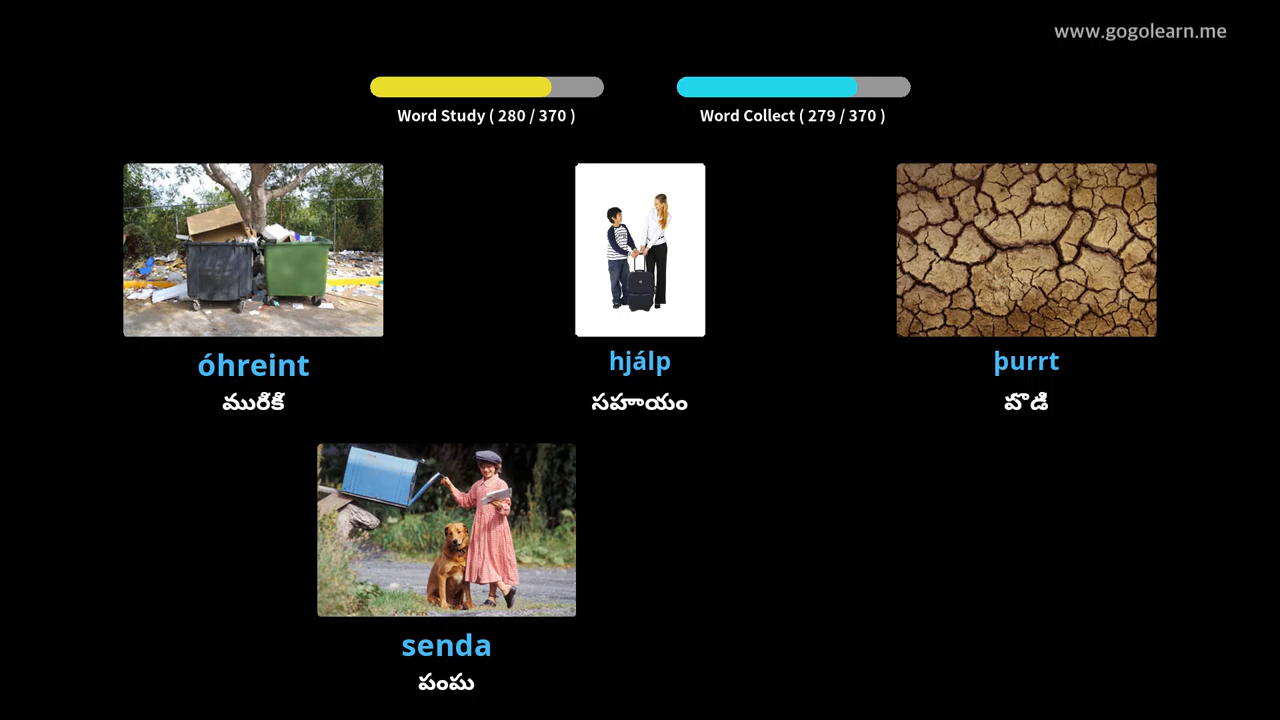 www.gogolearn.me
Word Study ( 280 / 370 )
Word Collect ( 279 / 370 )
óhreint
hjálp
þurrt
మురికి
సహాయం
పొడి
senda
పంపు